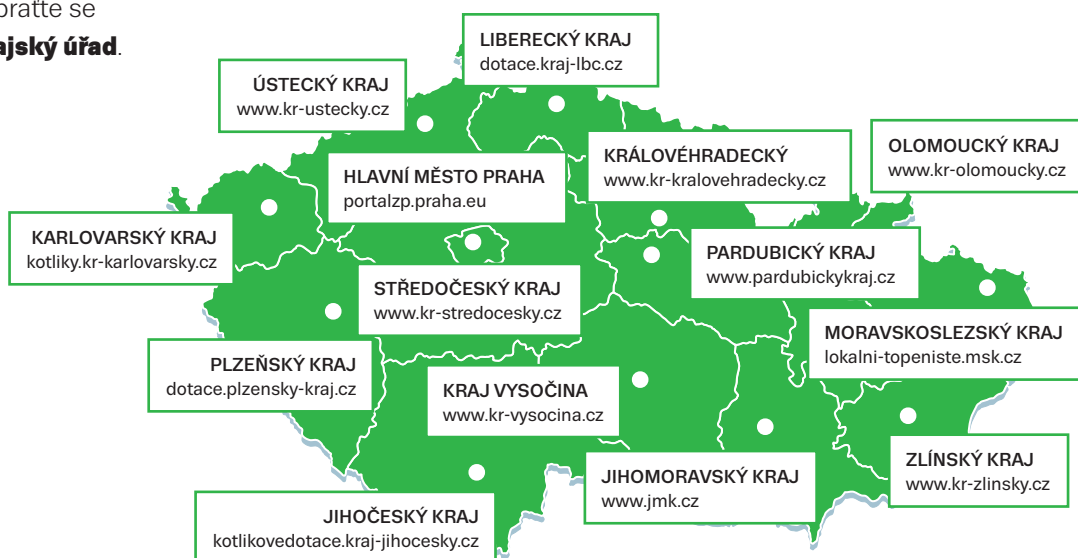 ajský úřad.
LIBERECKÝ KRAJ
dotace.kraj-lbc.cz
ÚSTECKÝ KRAJ
www.kr-ustecky.cz
OLOMOUCKÝ KRAJ
www.kr-olomoucky.cz
KRÁLOVÉHRADECKÝ
www.kr-kralovehradecky.cz
HLAVNÍ MĚSTO PRAHA
portalzp.praha.eu
KARLOVARSKÝ KRAJ
kotliky.kr-karlovarsky.cz
PARDUBICKÝ KRAJ
www.pardubickykraj.cz
STŘEDOČESKÝ KRAJ
www.kr-stredocesky.cz
MORAVSKOSLEZSKÝ KRAJ
lokalni-topeniste.msk.cz
PLZEŇSKÝ KRAJ
dotace.plzensky-kraj.cz
KRAJ VYSOČINA
www.kr-vysocina.cz
ZLÍNSKÝ KRAJ
www.kr-zlinsky.cz
JIHOMORAVSKÝ KRAJ
www.jmk.cz
JIHOČESKÝ KRAJ
kotlikovedotace.kraj-jihocesky.cz